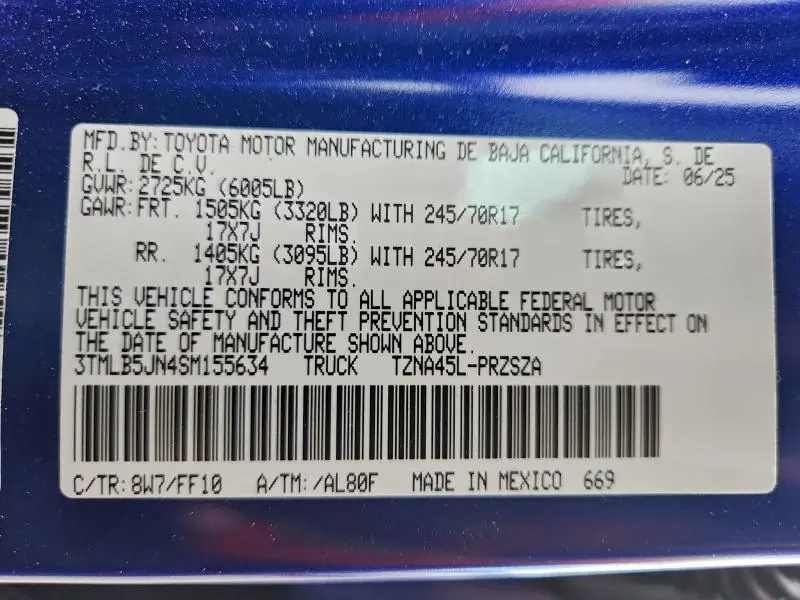 MFD.BY: TOYOTA MOTOR MANUFACTURING DE BAJA CALIFORNIA, S. DE
R.L. DE C.V. DATE: 06/25
GVWR: 2725KG (6005LB)
GAWR: FRT. 1505KG (3320LB) WITH 245/70R17 TIRES,
17X7J RIMS.
RR. 1405KG (3095LB) WITH 245/70R17 TIRES,
17X7J RIMS.
THIS VEHICLE CONFORMS TO ALL APPLICABLE FEDERAL MOTOR
VEHICLE SAFETY AND THEFT PREVENTION STANDARDS IN EFFECT ON
THE DATE OF MANUFACTURE SHOWN ABOVE.
3TMLB5JN4SM155634 TRUCK TZNA45L-PRZSZA
C/TR: 8W7/FF10 A/TM: /AL80F MADE IN MEXICO 669